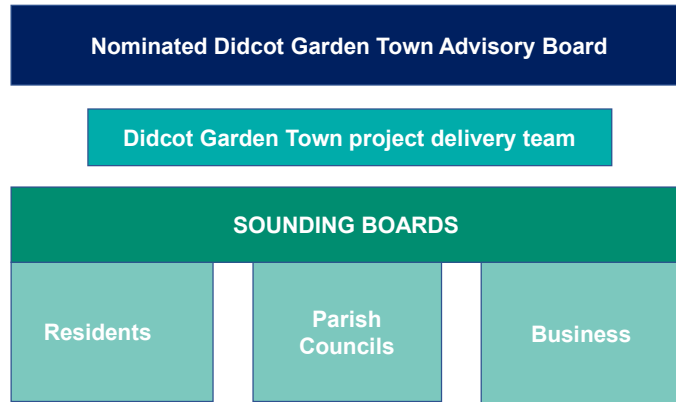 Nominated Didcot Garden Town Advisory Board
Didcot Garden Town project delivery team
SOUNDING BOARDS
Residents
Parish
Councils
Business